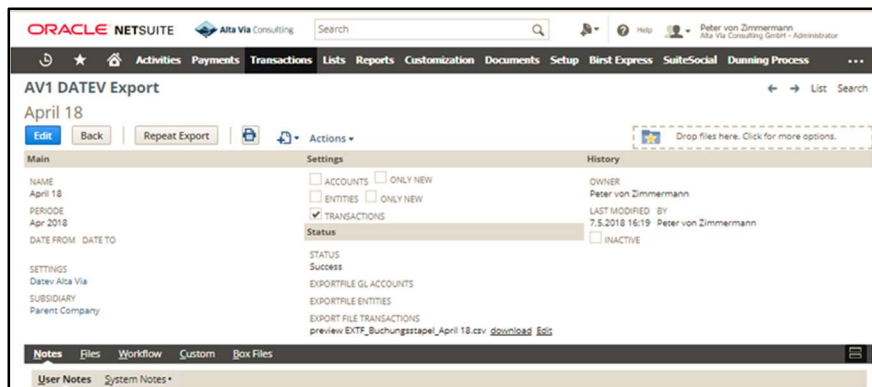 ORACLE NETSUITE Alta Via Consulting Search Help Peter von Zimmermann
Alta Via Consulting GmbH - Administrator
Activities Payments Transactions Lists Reports Customization Documents Setup Birst Express SuiteSocial Dunning Process
AV1 DATEV Export List Search
April 18
Edit Back Repeat Export Actions Drop files here. Click for more options.
Main Settings History
NAME
April 18
PERIODE
Apr 2018
DATE FROM DATE TO
SETTINGS
Datev Alta Via
SUBSIDIARY
Parent Company
ACCOUNTS ONLY NEW
ENTITIES ONLY NEW
TRANSACTIONS
Status
STATUS
Success
EXPORTFILE GL ACCOUNTS
EXPORTFILE ENTITIES
EXPORT FILE TRANSACTIONS
preview EXTF_Buchungsstapel_April 18.csv download Edit
OWNER
Peter von Zimmermann
LAST MODIFIED BY
7.5.2018 16:19 Peter von Zimmermann
INACTIVE
Notes Files Workflow Custom Box Files
User Notes System Notes •